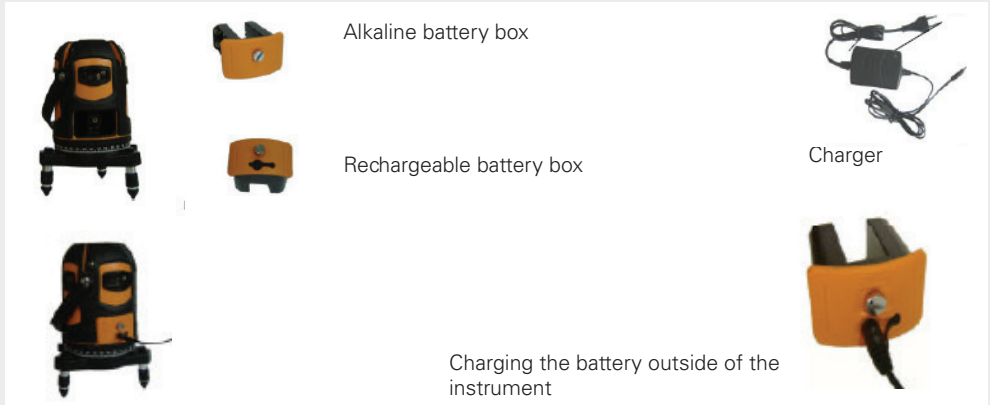 Alkaline battery box
Rechargeable battery box
Charger
Charging the battery outside of the
instrument